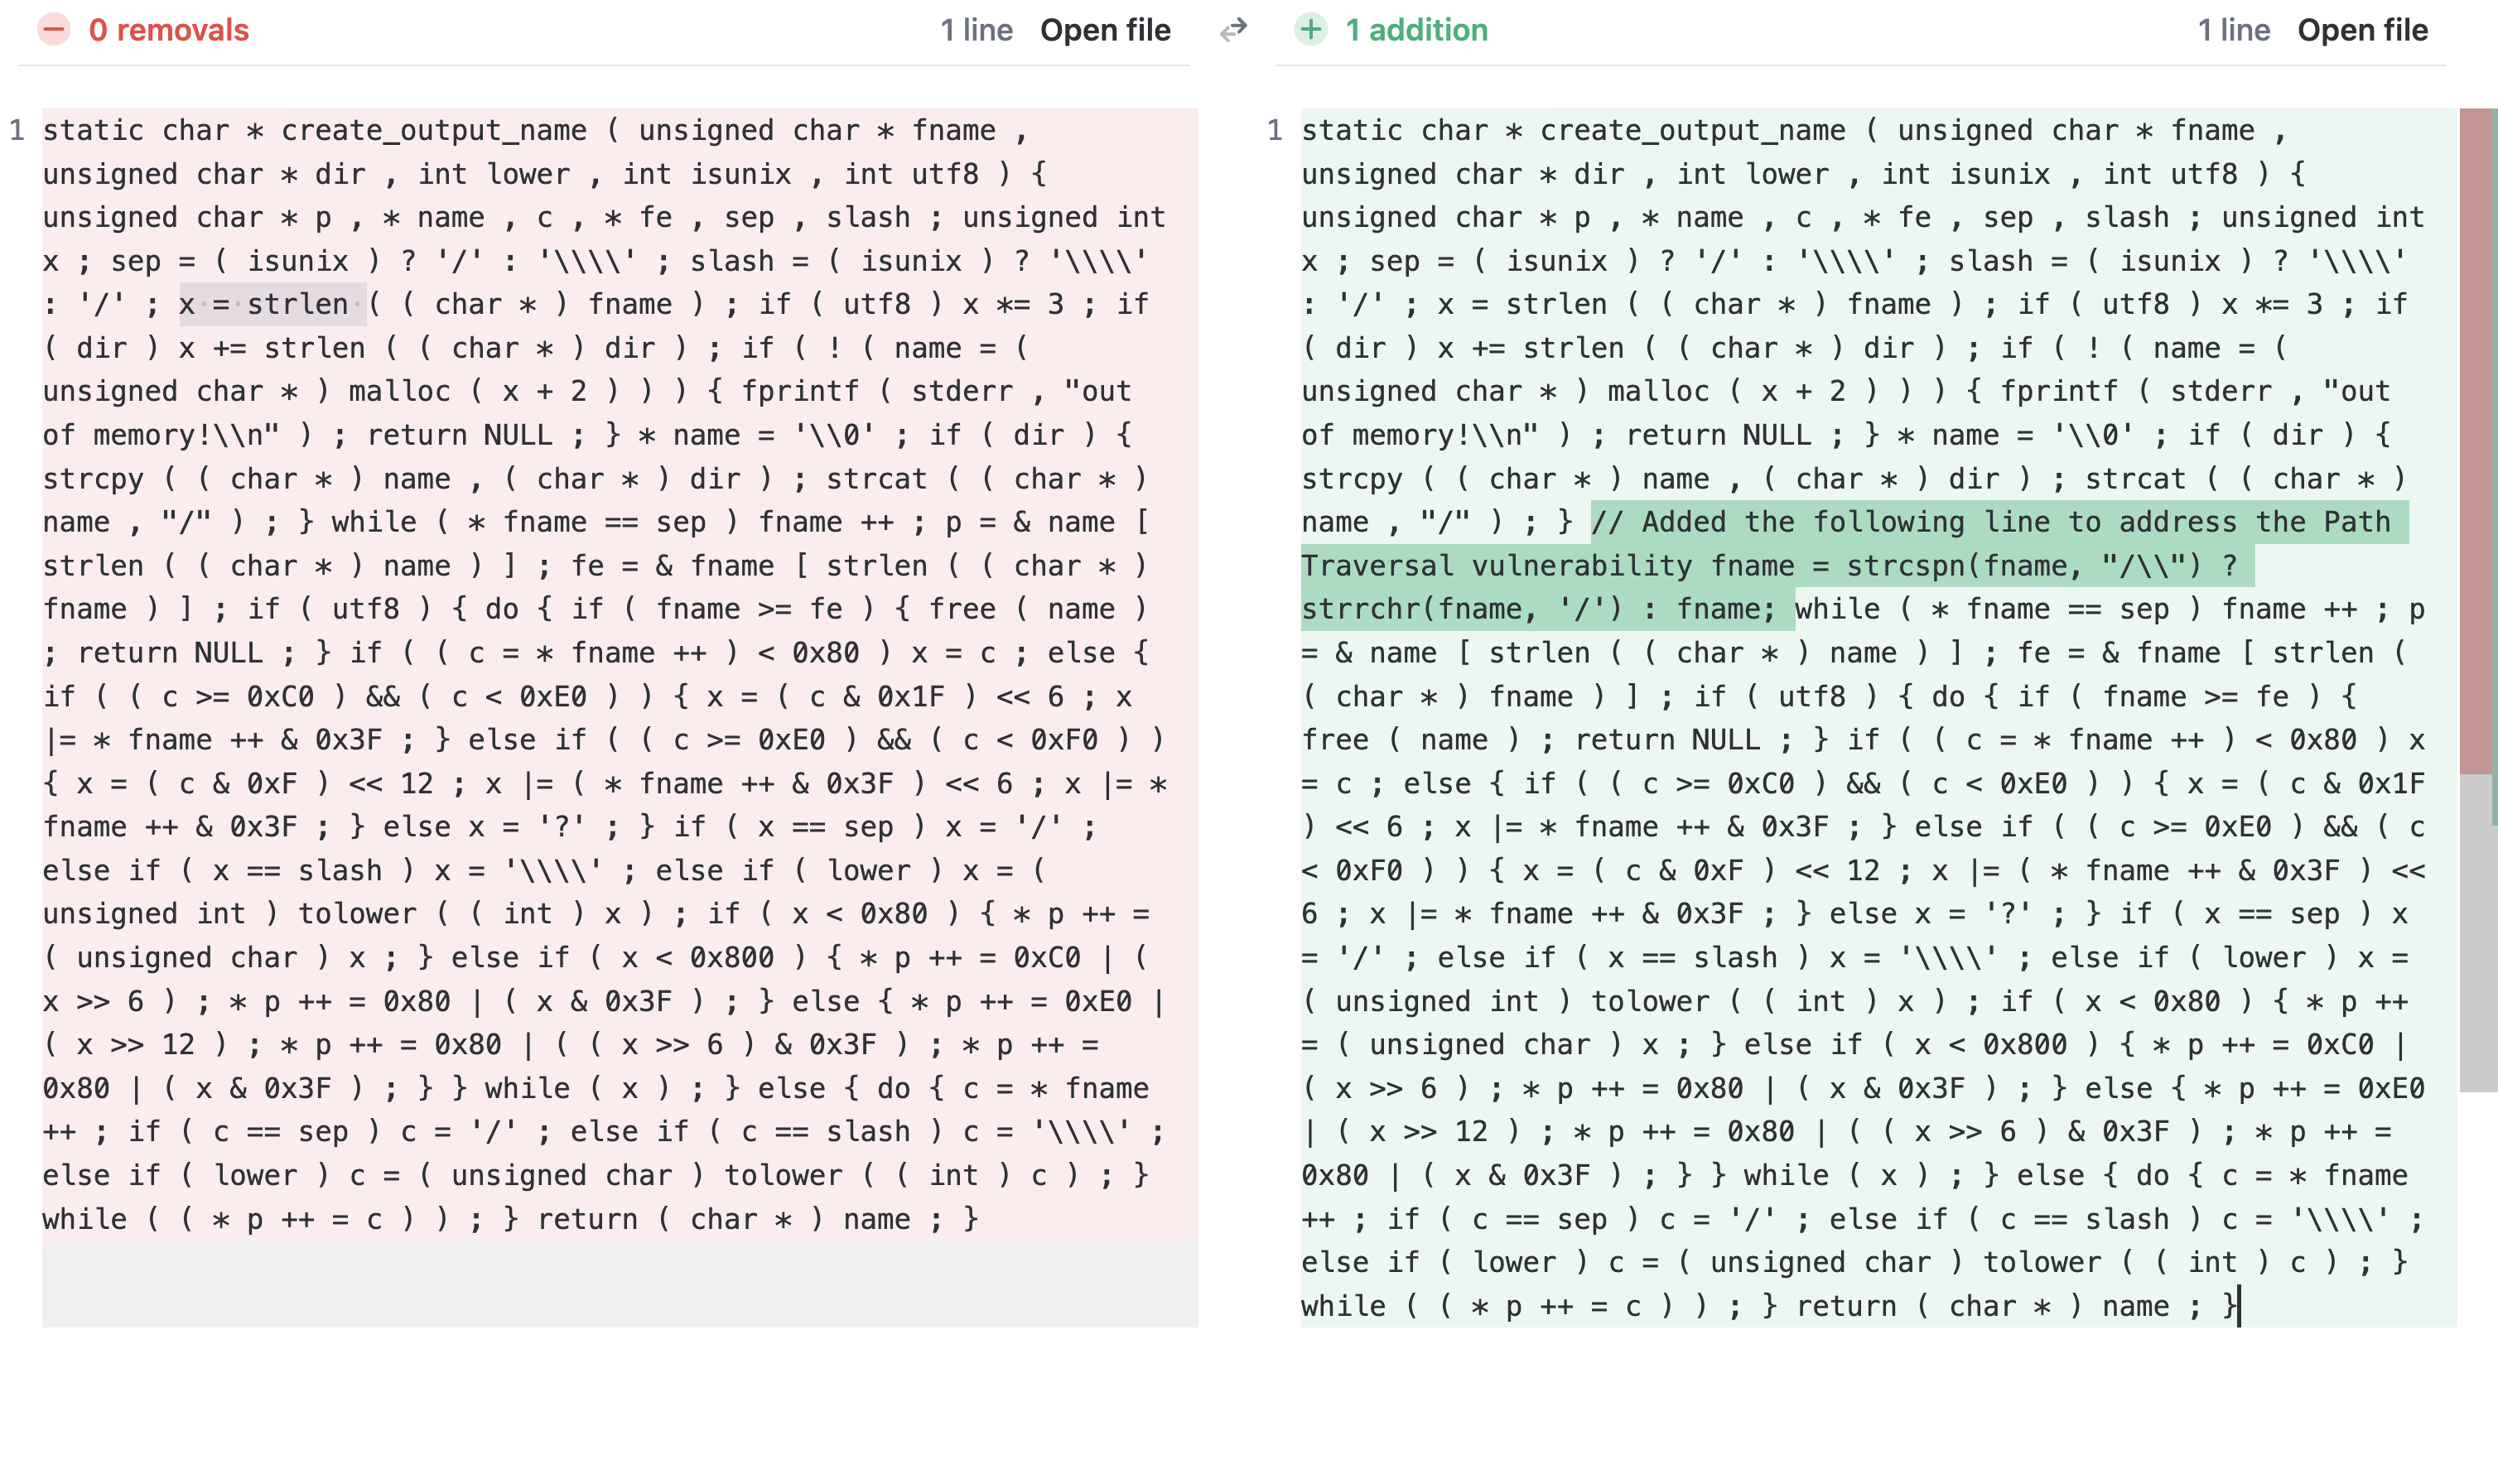 0 removals
1 line Open file
1 addition
1 line Open file
1
static char * create_output_name ( unsigned char * fname ,
unsigned char * dir , int lower , int isunix , int utf8 ) {
unsigned char * p , * name , c , * fe , sep , slash ; unsigned int
x ; sep = ( isunix ) ? '/' : '\\\\' ; slash = ( isunix ) ? '\\\\'
: '/' ; x·=·strlen·( ( char * ) fname ) ; if ( utf8 ) x *= 3 ; if
( dir ) x += strlen ( ( char * ) dir ) ; if ( ! ( name = (
unsigned char * ) malloc ( x + 2 ) ) ) { fprintf ( stderr , "out
of memory!\\n" ) ; return NULL ; } * name = '\\0' ; if ( dir ) {
strcpy ( ( char * ) name , ( char * ) dir ) ; strcat ( ( char * )
name , "/" ) ; } while ( * fname == sep ) fname ++ ; p = & name [
strlen ( ( char * ) name ) ] ; fe = & fname [ strlen ( ( char * )
fname ) ] ; if ( utf8 ) { do { if ( fname >= fe ) { free ( name )
; return NULL ; } if ( ( c = * fname ++ ) < 0x80 ) x = c ; else {
if ( ( c >= 0xC0 ) && ( c < 0xE0 ) ) { x = ( c & 0x1F ) << 6 ; x
|= * fname ++ & 0x3F ; } else if ( ( c >= 0xE0 ) && ( c < 0xF0 ) )
{ x = ( c & 0xF ) << 12 ; x |= ( * fname ++ & 0x3F ) << 6 ; x |= *
fname ++ & 0x3F ; } else x = '?' ; } if ( x == sep ) x = '/' ;
else if ( x == slash ) x = '\\\\' ; else if ( lower ) x = (
unsigned int ) tolower ( ( int ) x ) ; if ( x < 0x80 ) { * p ++ =
( unsigned char ) x ; } else if ( x < 0x800 ) { * p ++ = 0xC0 | (
x >> 6 ) ; * p ++ = 0x80 | ( x & 0x3F ) ; } else { * p ++ = 0xE0 |
( x >> 12 ) ; * p ++ = 0x80 | ( ( x >> 6 ) & 0x3F ) ; * p ++ =
0x80 | ( x & 0x3F ) ; } } while ( x ) ; } else { do { c = * fname
++ ; if ( c == sep ) c = '/' ; else if ( c == slash ) c = '\\\\' ;
else if ( lower ) c = ( unsigned char ) tolower ( ( int ) c ) ; }
while ( ( * p ++ = c ) ) ; } return ( char * ) name ; }
1
static char * create_output_name ( unsigned char * fname ,
unsigned char * dir , int lower , int isunix , int utf8 ) {
unsigned char * p , * name , c , * fe , sep , slash ; unsigned int
x ; sep = ( isunix ) ? '/' : '\\\\' ; slash = ( isunix ) ? '\\\\'
: '/' ; x = strlen ( ( char * ) fname ) ; if ( utf8 ) x *= 3 ; if
( dir ) x += strlen ( ( char * ) dir ) ; if ( ! ( name = (
unsigned char * ) malloc ( x + 2 ) ) ) { fprintf ( stderr , "out
of memory!\\n" ) ; return NULL ; } * name = '\\0' ; if ( dir ) {
strcpy ( ( char * ) name , ( char * ) dir ) ; strcat ( ( char * )
name , "/" ) ; } // Added the following line to address the Path
Traversal vulnerability fname = strcspn(fname, "/\\") ?
strrchr(fname, '/') : fname; while ( * fname == sep ) fname ++ ; p
= & name [ strlen ( ( char * ) name ) ] ; fe = & fname [ strlen (
( char * ) fname ) ] ; if ( utf8 ) { do { if ( fname >= fe ) {
free ( name ) ; return NULL ; } if ( ( c = * fname ++ ) < 0x80 ) x
= c ; else { if ( ( c >= 0xC0 ) && ( c < 0xE0 ) ) { x = ( c & 0x1F
) << 6 ; x |= * fname ++ & 0x3F ; } else if ( ( c >= 0xE0 ) && ( c
< 0xF0 ) ) { x = ( c & 0xF ) << 12 ; x |= ( * fname ++ & 0x3F ) <<
6 ; x |= * fname ++ & 0x3F ; } else x = '?' ; } if ( x == sep ) x
= '/' ; else if ( x == slash ) x = '\\\\' ; else if ( lower ) x =
( unsigned int ) tolower ( ( int ) x ) ; if ( x < 0x80 ) { * p ++
= ( unsigned char ) x ; } else if ( x < 0x800 ) { * p ++ = 0xC0 |
( x >> 6 ) ; * p ++ = 0x80 | ( x & 0x3F ) ; } else { * p ++ = 0xE0
| ( x >> 12 ) ; * p ++ = 0x80 | ( ( x >> 6 ) & 0x3F ) ; * p ++ =
0x80 | ( x & 0x3F ) ; } } while ( x ) ; } else { do { c = * fname
++ ; if ( c == sep ) c = '/' ; else if ( c == slash ) c = '\\\\' ;
else if ( lower ) c = ( unsigned char ) tolower ( ( int ) c ) ; }
while ( ( * p ++ = c ) ) ; } return ( char * ) name ; }